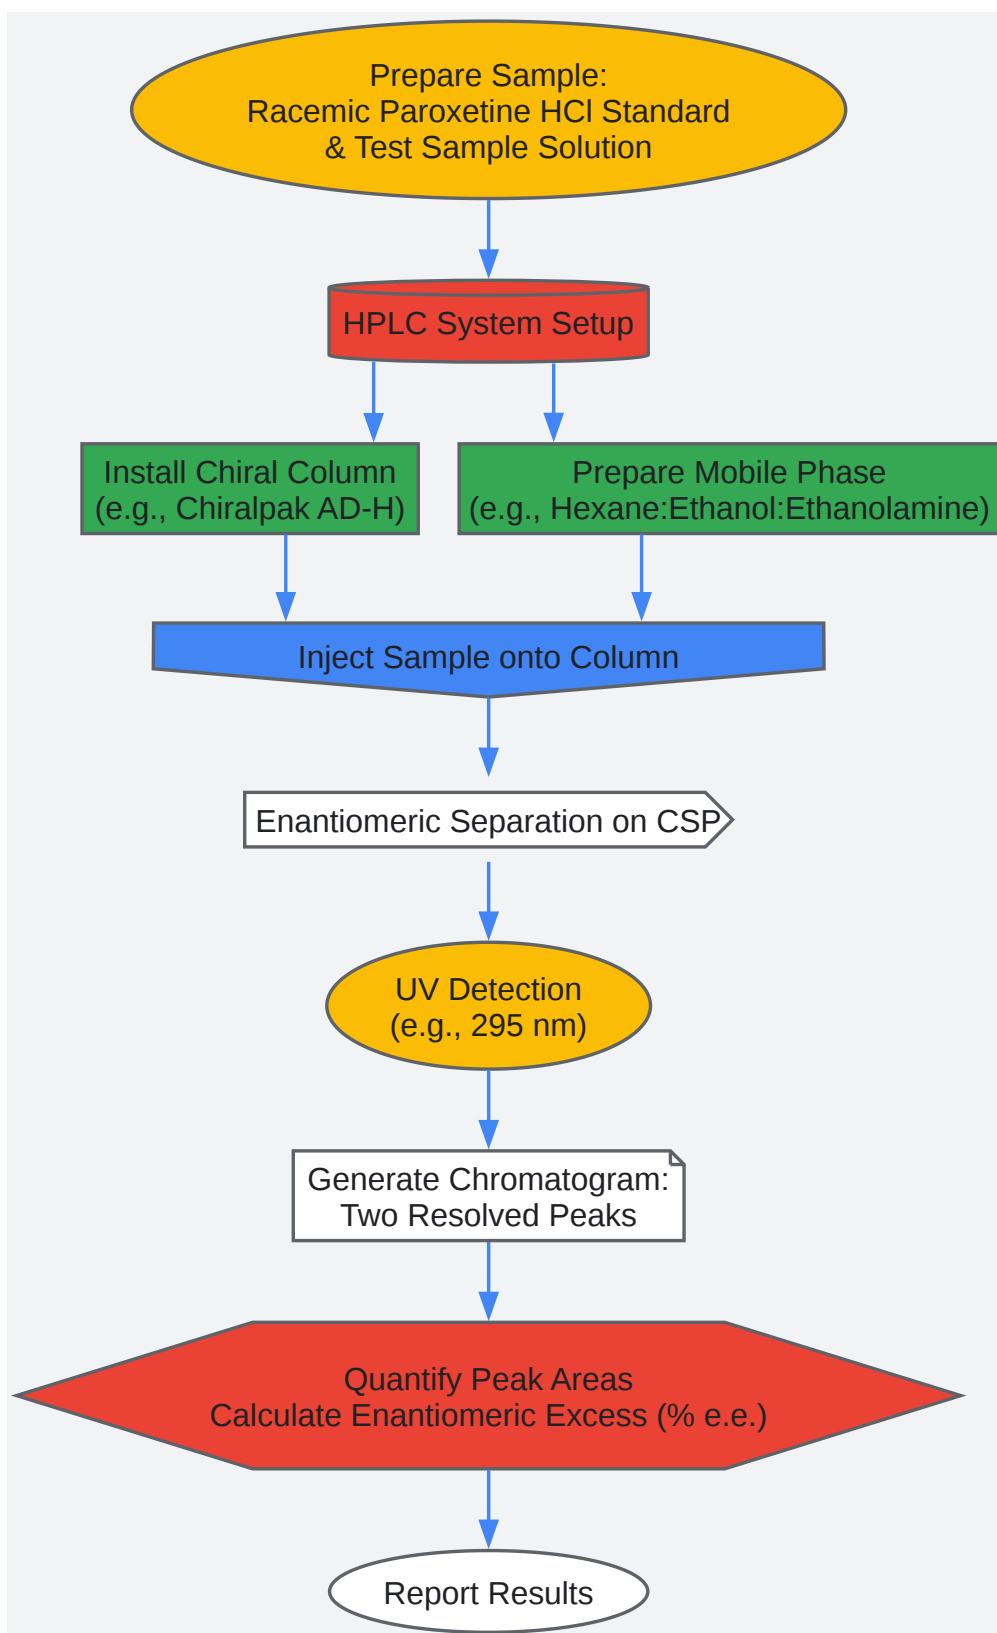 Prepare Sample:
Racemic Paroxetine HCl Standard
& Test Sample Solution
HPLC System Setup
Install Chiral Column
(e.g., Chiralpak AD-H)
Prepare Mobile Phase
(e.g., Hexane:Ethanol:Ethanolamine)
Inject Sample onto Column
Enantiomeric Separation on CSP
UV Detection
(e.g., 295 nm)
Generate Chromatogram:
Two Resolved Peaks
Quantify Peak Areas
Calculate Enantiomeric Excess (% e.e.)
Report Results